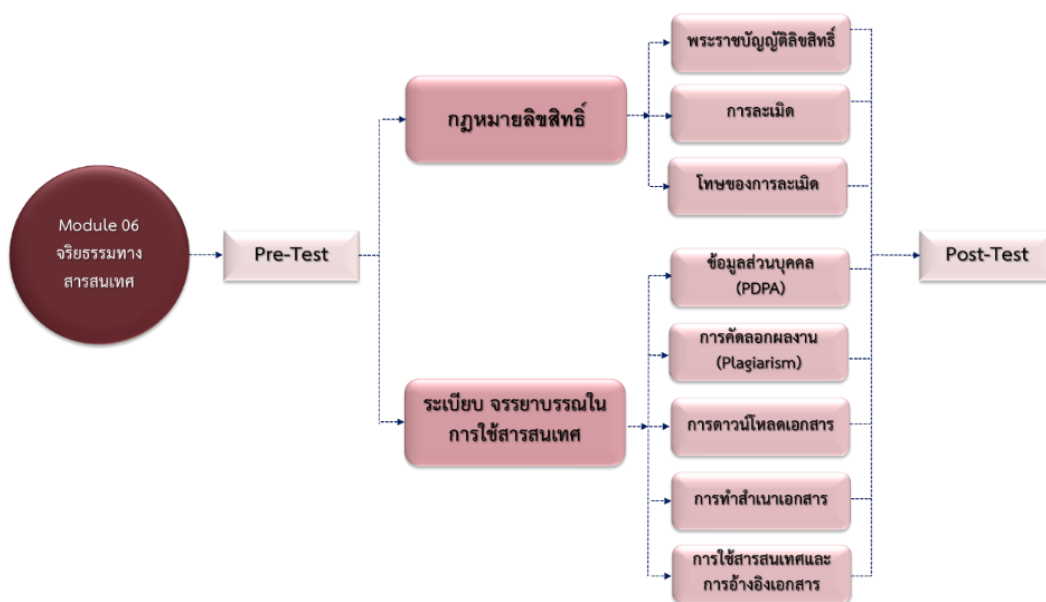 Module 06
จริยธรรมทาง
สารสนเทศ
Pre-Test
กฎหมายลิขสิทธิ์
พระราชบัญญัติลิขสิทธิ์
การละเมิด
โทษของการละเมิด
ระเบียบ จรรยาบรรณใน
การใช้สารสนเทศ
ข้อมูลส่วนบุคคล
(PDPA)
การคัดลอกผลงาน
(Plagiarism)
การดาวน์โหลดเอกสาร
การทำสำเนาเอกสาร
การใช้สารสนเทศและ
การอ้างอิงเอกสาร
Post-Test